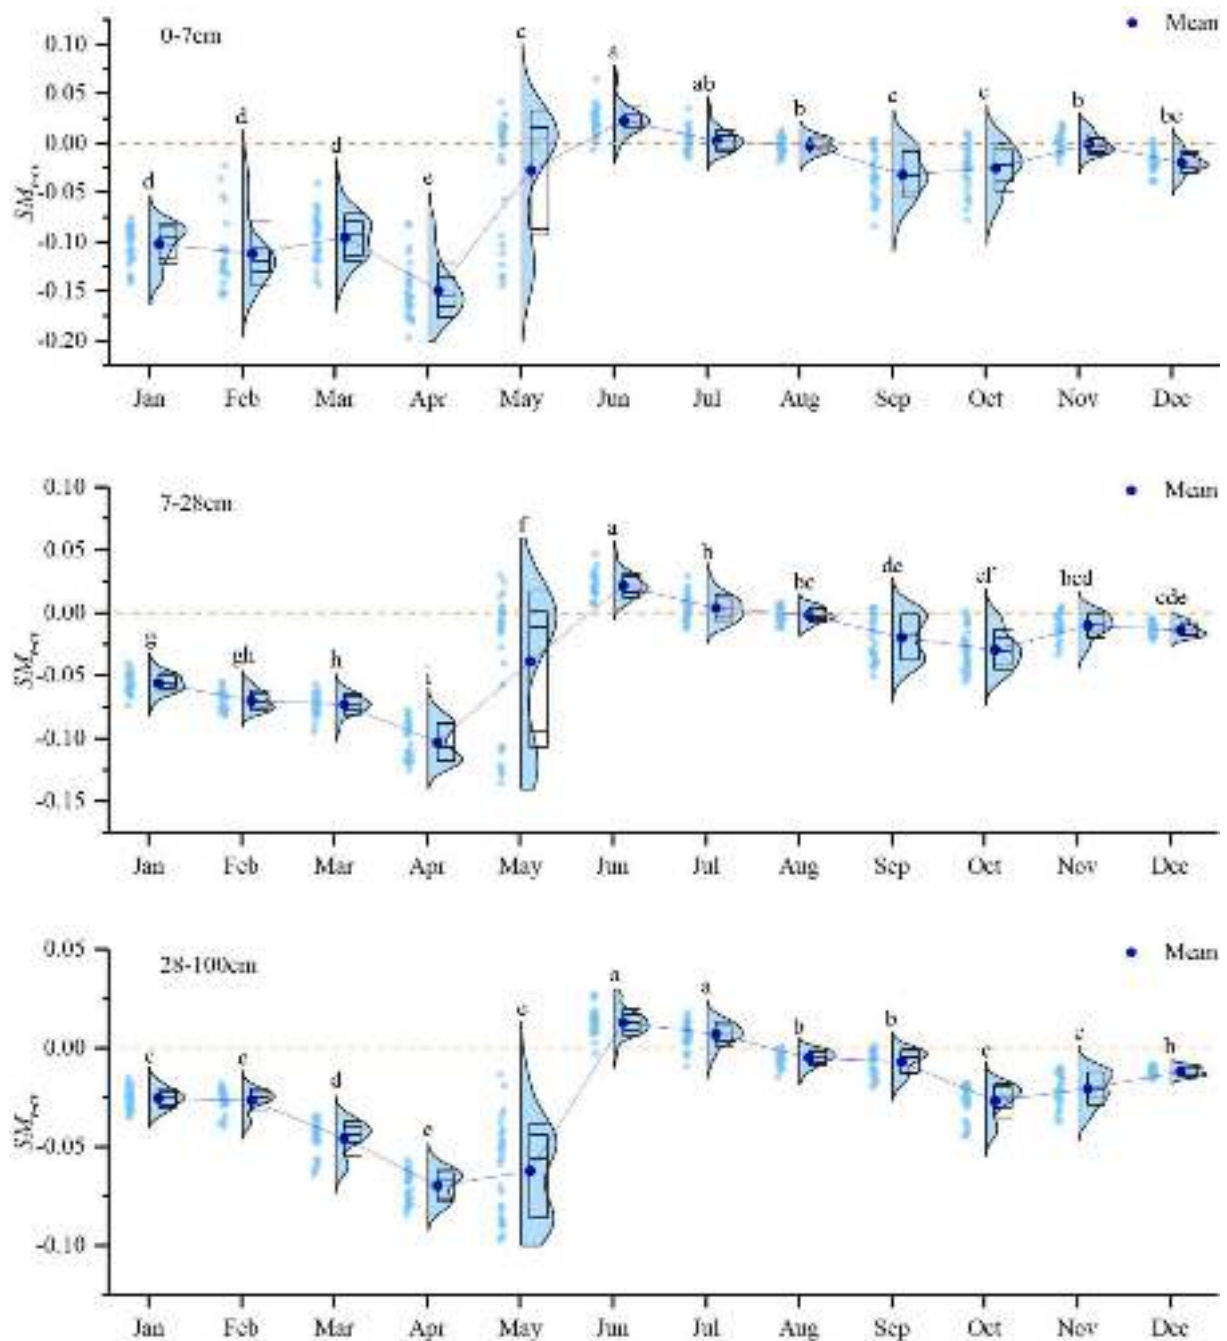 0-7cm
Mean
0.10
0.05
0.00
-0.05
-0.10
-0.15
-0.20
d d d e c a ab b c c b bc
Jan Feb Mar Apr May Jun Jul Aug Sep Oct Nov Dec
7-28cm
Mean
0.10
0.05
0.00
-0.05
-0.10
-0.15
g gh h i f a b bc de ef bcd cde
Jan Feb Mar Apr May Jun Jul Aug Sep Oct Nov Dec
28-100cm
Mean
0.05
0.00
-0.05
-0.10
c c d e e a a b b c c b
Jan Feb Mar Apr May Jun Jul Aug Sep Oct Nov Dec